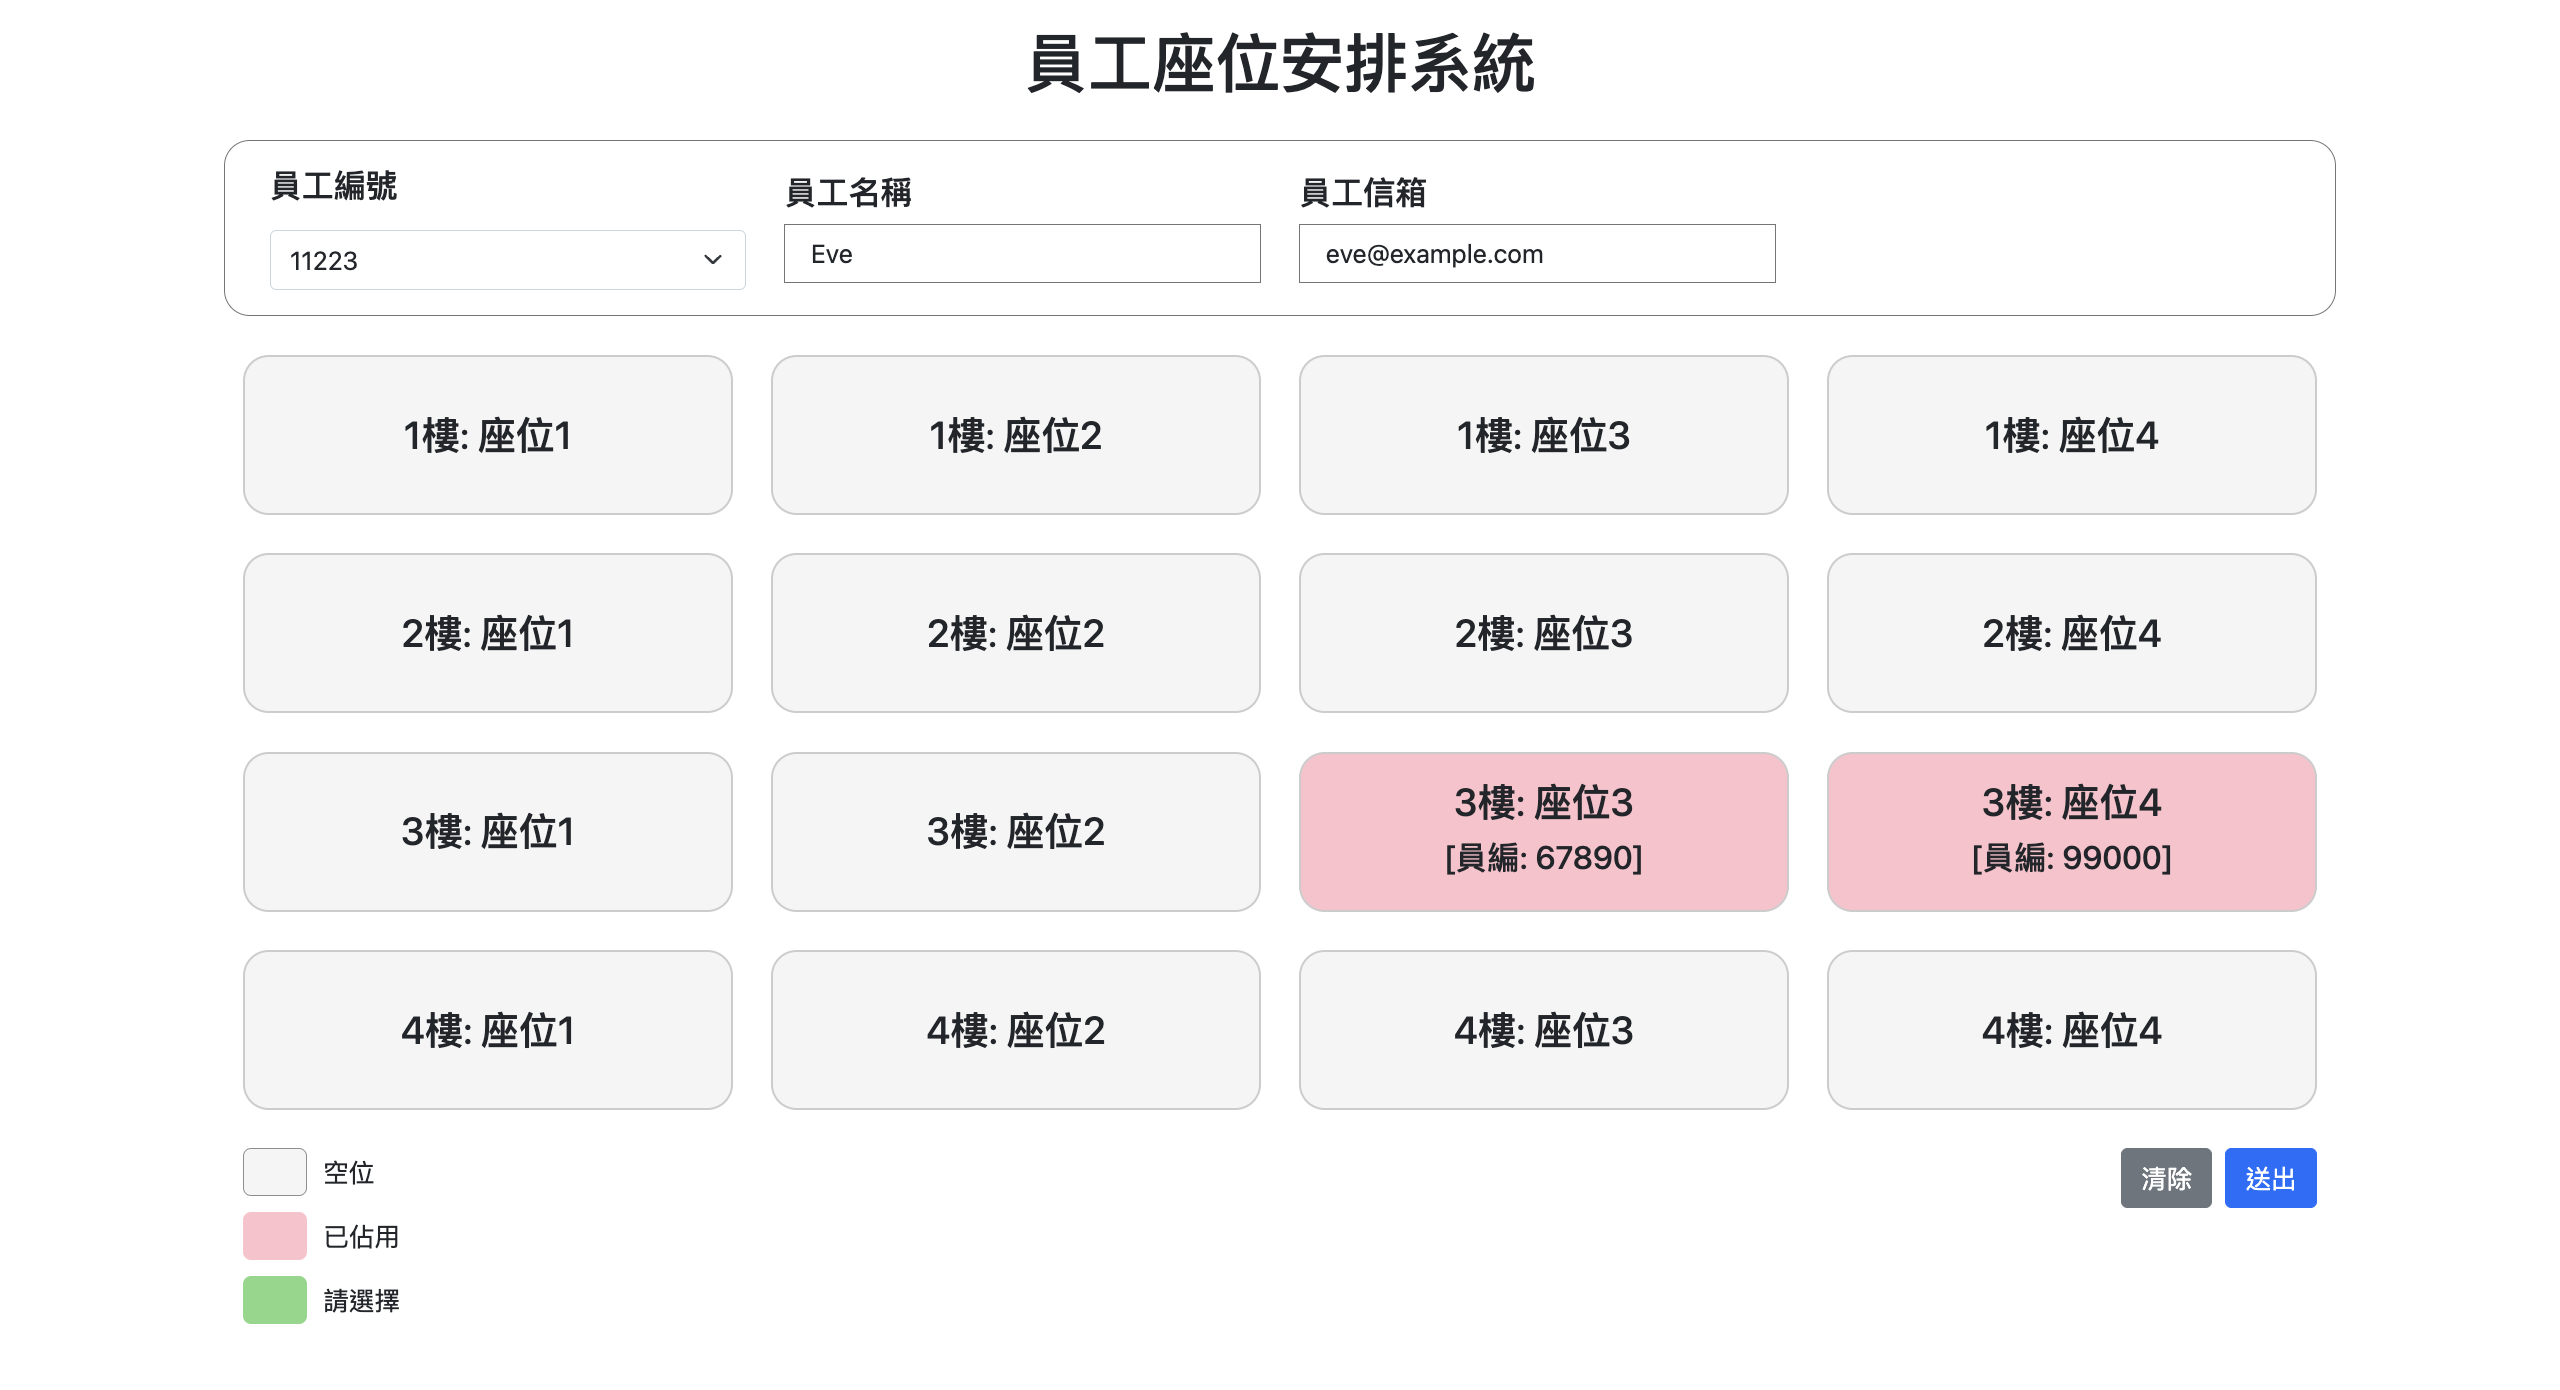 員工座位安排系統
員工編號
11223
員工名稱
Eve
員工信箱
eve@example.com
1樓: 座位1
1樓: 座位2
1樓: 座位3
1樓: 座位4
2樓: 座位1
2樓: 座位2
2樓: 座位3
2樓: 座位4
3樓: 座位1
3樓: 座位2
3樓: 座位3
[員編: 67890]
3樓: 座位4
[員編: 99000]
4樓: 座位1
4樓: 座位2
4樓: 座位3
4樓: 座位4
空位
已佔用
請選擇
清除
送出